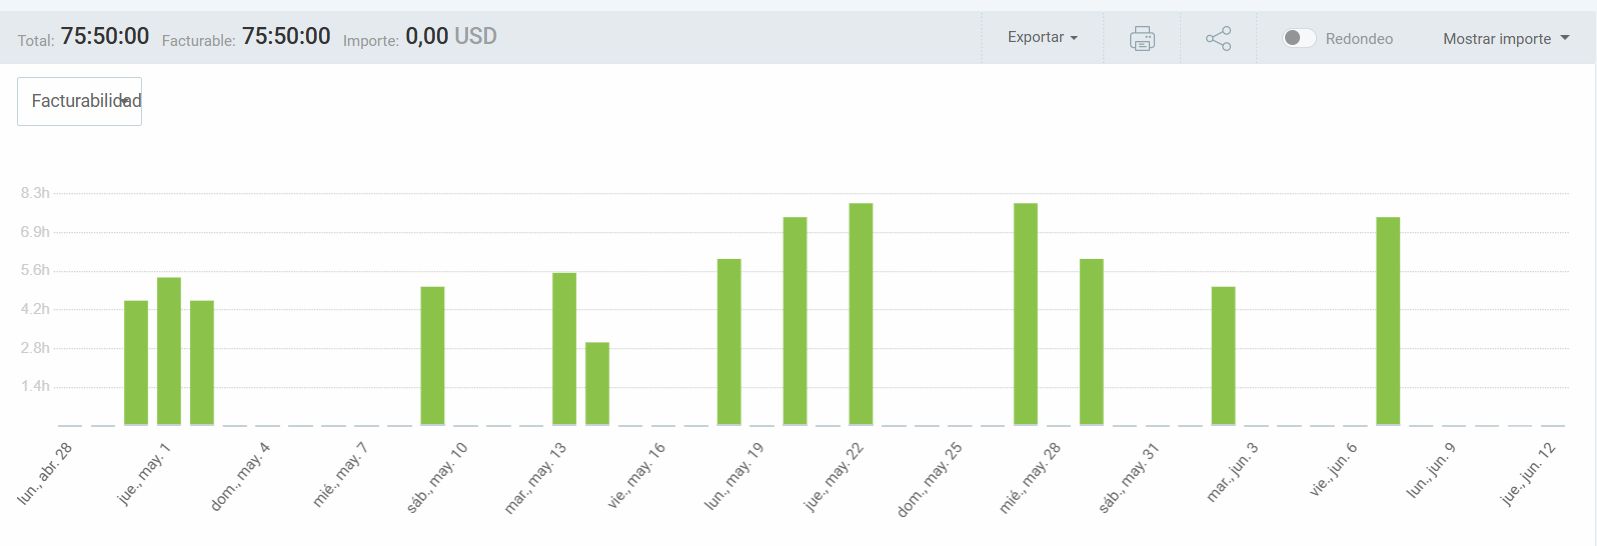 Total: 75:50:00 Facturable: 75:50:00 Importe: 0,00 USD Exportar Redondeo Mostrar importe
Facturabilidad
8.3h
6.9h
5.6h
4.2h
2.8h
1.4h
lun., abr. 28 jue., may. 1 dom., may. 4 mié., may. 7 sáb., may. 10 mar., may. 13 vie., may. 16 lun., may. 19 jue., may. 22 dom., may. 25 mié., may. 28 sáb., may. 31 mar., jun. 3 vie., jun. 6 lun., jun. 9 jue., jun. 12